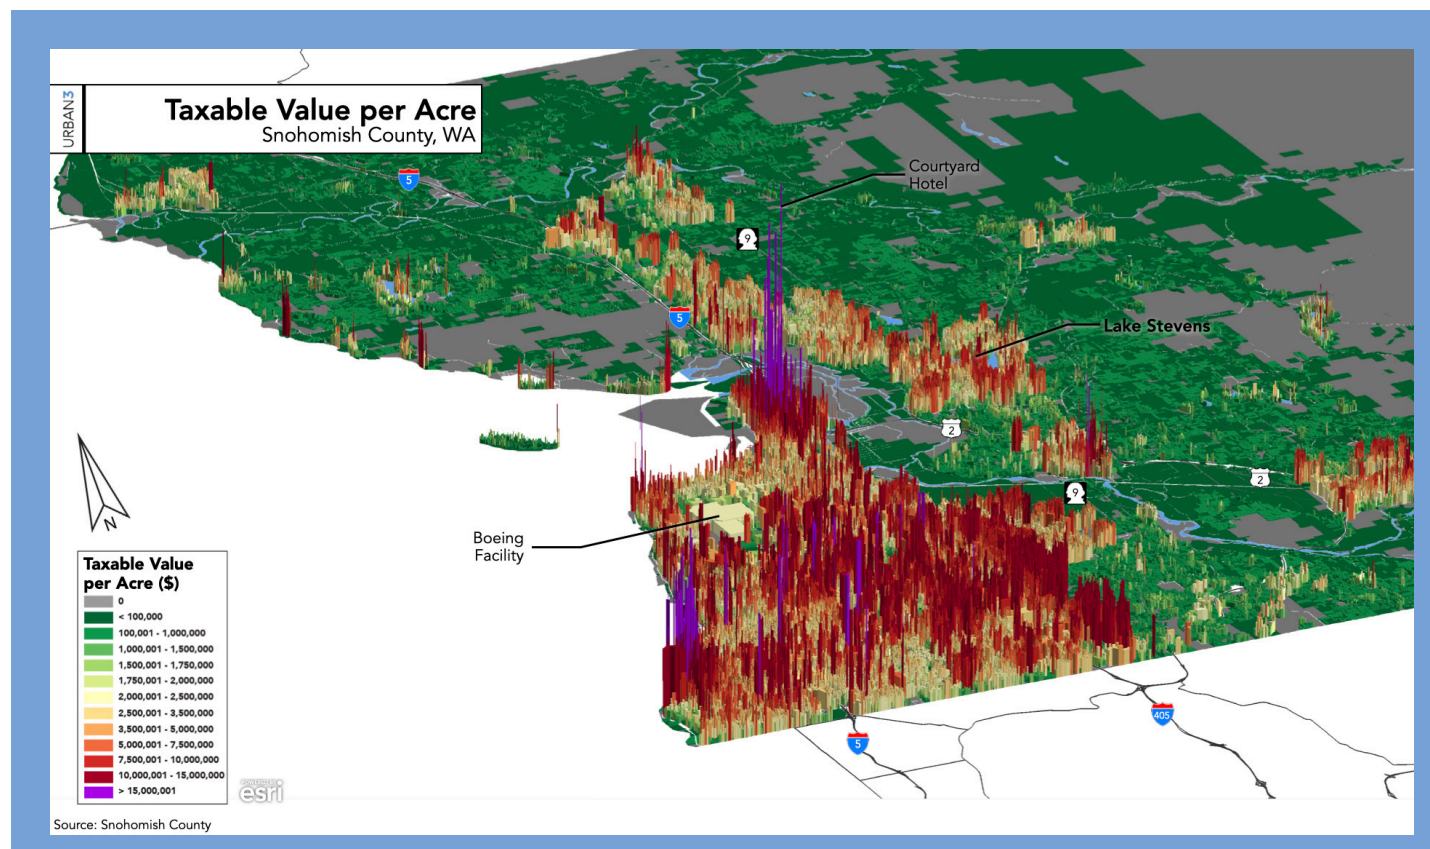 URBAN3
Taxable Value per Acre
Snohomish County, WA
5
Courtyard
Hotel
9
5
Lake Stevens
2
2
9
N
Boeing
Facility
Taxable Value
per Acre ($)
0
< 100,000
100,001 - 1,000,000
1,000,001 - 1,500,000
1,500,001 - 1,750,000
1,750,001 - 2,000,000
2,000,001 - 2,500,000
2,500,001 - 3,500,000
3,500,001 - 5,000,000
5,000,001 - 7,500,000
7,500,001 - 10,000,000
10,000,001 - 15,000,000
> 15,000,001
405
5
POWERED BY
esri
Source: Snohomish County